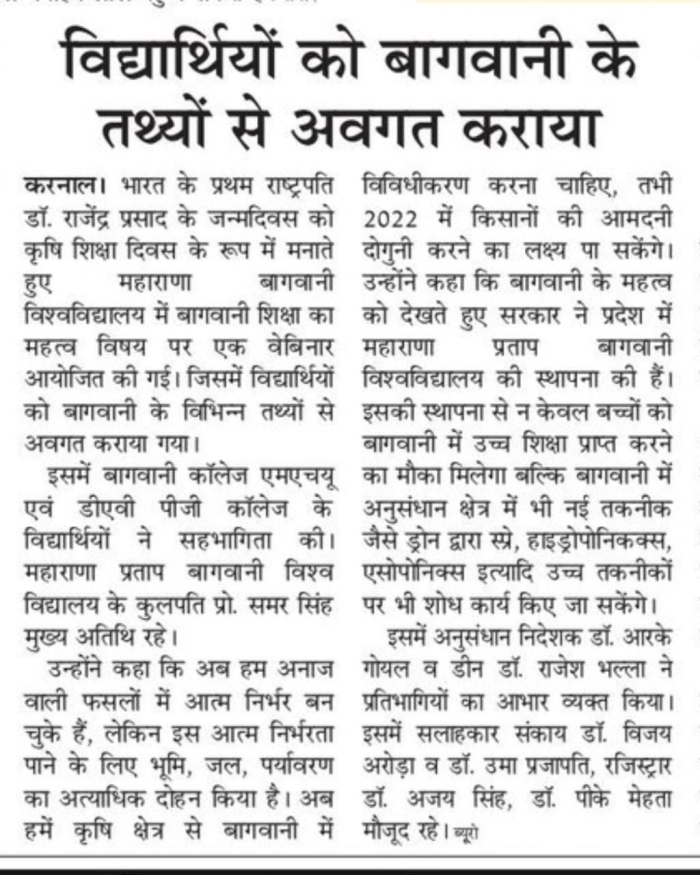 विद्यार्थियों को बागवानी के
तथ्यों से अवगत कराया
करनाल। भारत के प्रथम राष्ट्रपति
डॉ. राजेंद्र प्रसाद के जन्मदिवस को
कृषि शिक्षा दिवस के रूप में मनाते
हुए महाराणा बागवानी
विश्वविद्यालय में बागवानी शिक्षा का
महत्व विषय पर एक वेबिनार
आयोजित की गई। जिसमें विद्यार्थियों
को बागवानी के विभिन्न तथ्यों से
अवगत कराया गया।
इसमें बागवानी कॉलेज एमएचयू
एवं डीएवी पीजी कॉलेज के
विद्यार्थियों ने सहभागिता की।
महाराणा प्रताप बागवानी विश्व
विद्यालय के कुलपति प्रो. समर सिंह
मुख्य अतिथि रहे।
उन्होंने कहा कि अब हम अनाज
वाली फसलों में आत्म निर्भर बन
चुके हैं, लेकिन इस आत्म निर्भरता
पाने के लिए भूमि, जल, पर्यावरण
का अत्याधिक दोहन किया है। अब
हमें कृषि क्षेत्र से बागवानी में
विविधीकरण करना चाहिए, तभी
2022 में किसानों की आमदनी
दोगुनी करने का लक्ष्य पा सकेंगे।
उन्होंने कहा कि बागवानी के महत्व
को देखते हुए सरकार ने प्रदेश में
महाराणा प्रताप बागवानी
विश्वविद्यालय की स्थापना की हैं।
इसकी स्थापना से न केवल बच्चों को
बागवानी में उच्च शिक्षा प्राप्त करने
का मौका मिलेगा बल्कि बागवानी में
अनुसंधान क्षेत्र में भी नई तकनीक
जैसे ड्रोन द्वारा स्प्रे, हाइड्रोपोनिकक्स,
एसोपोनिक्स इत्यादि उच्च तकनीकों
पर भी शोध कार्य किए जा सकेंगे।
इसमें अनुसंधान निदेशक डॉ. आरके
गोयल व डीन डॉ. राजेश भल्ला ने
प्रतिभागियों का आभार व्यक्त किया।
इसमें सलाहकार संकाय डॉ. विजय
अरोड़ा व डॉ. उमा प्रजापति, रजिस्ट्रार
डॉ. अजय सिंह, डॉ. पीके मेहता
मौजूद रहे। ब्यूरो